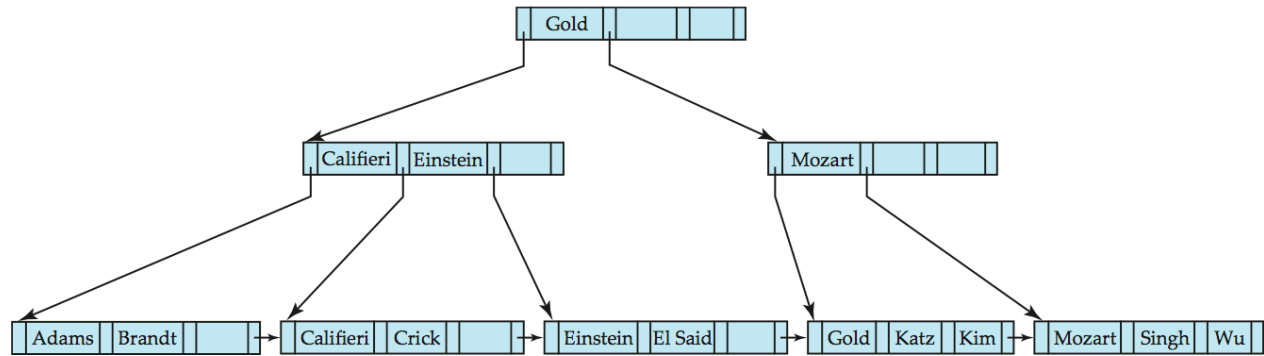 Gold
Califieri Einstein Mozart
Adams Brandt Califieri Crick Einstein El Said Gold Katz Kim Mozart Singh Wu